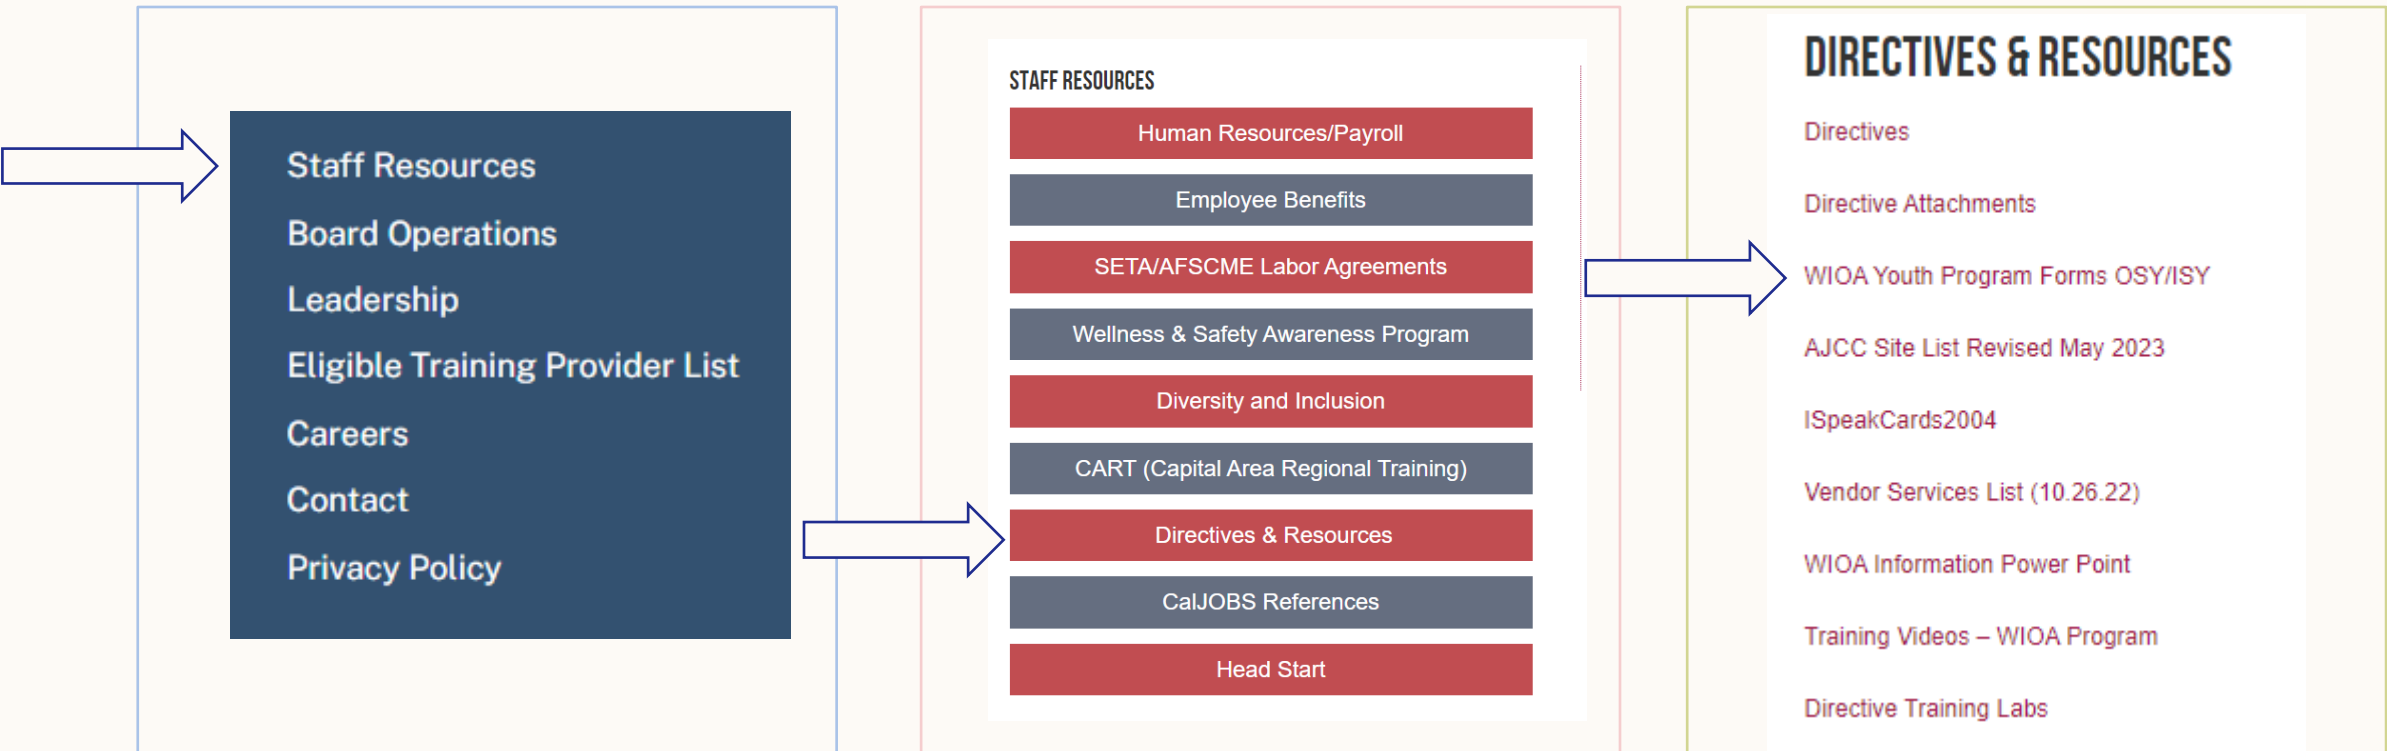 Staff Resources
Board Operations
Leadership
Eligible Training Provider List
Careers
Contact
Privacy Policy
STAFF RESOURCES
Human Resources/Payroll
Employee Benefits
SETA/AFSCME Labor Agreements
Wellness & Safety Awareness Program
Diversity and Inclusion
CART (Capital Area Regional Training)
Directives & Resources
CalJOBS References
Head Start
DIRECTIVES & RESOURCES
Directives
Directive Attachments
WIOA Youth Program Forms OSY/ISY
AJCC Site List Revised May 2023
ISpeakCards2004
Vendor Services List (10.26.22)
WIOA Information Power Point
Training Videos – WIOA Program
Directive Training Labs